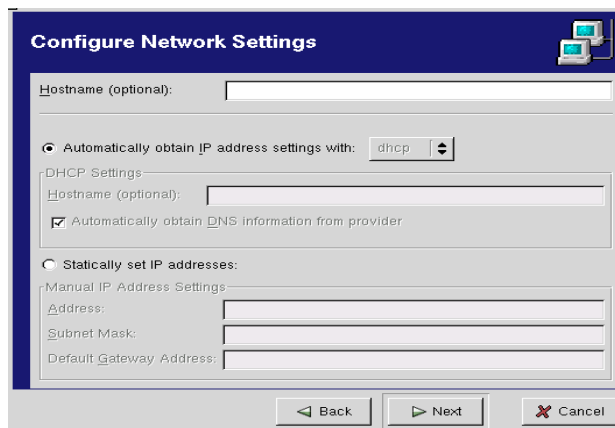 Configure Network Settings
Hostname (optional):
Automatically obtain IP address settings with: dhcp
DHCP Settings
Hostname (optional):
Automatically obtain DNS information from provider
Statically set IP addresses:
Manual IP Address Settings
Address:
Subnet Mask:
Default Gateway Address:
Back Next Cancel